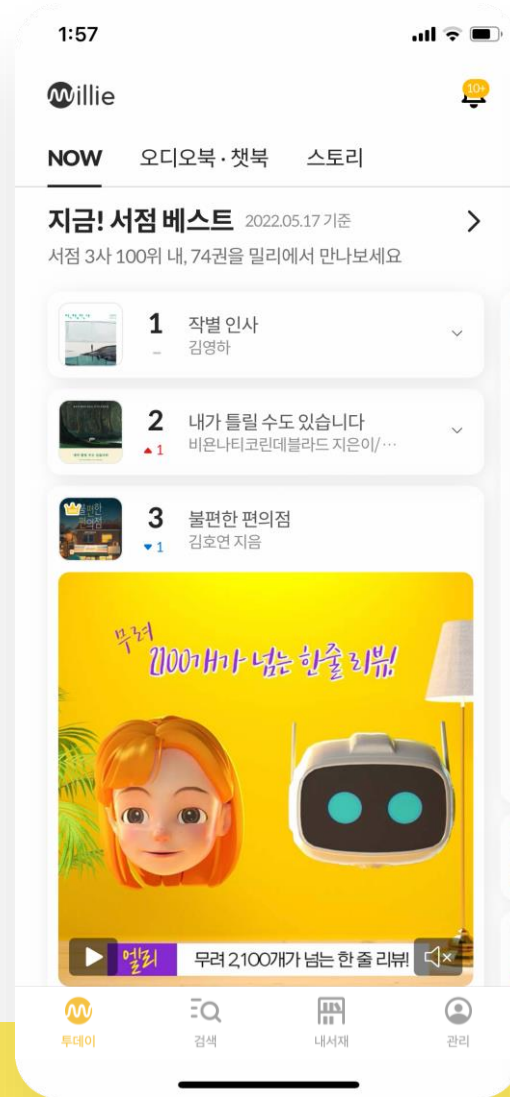 1:57
millie
10+
NOW 오디오북·챗북 스토리
지금! 서점 베스트 2022.05.17 기준
서점 3사 100위 내, 74권을 밀리에서 만나보세요
1 작별 인사
– 김영하
2 내가 틀릴 수도 있습니다
▲ 1 비욘나티코린데블라드 지은이/…
불편한
편의점
3 불편한 편의점
▼ 1 김호연 지음
무려
2100개가 넘는 한줄 리뷰!
엘리 무려 2,100개가 넘는 한 줄 리뷰!
투데이 검색 내서재 관리